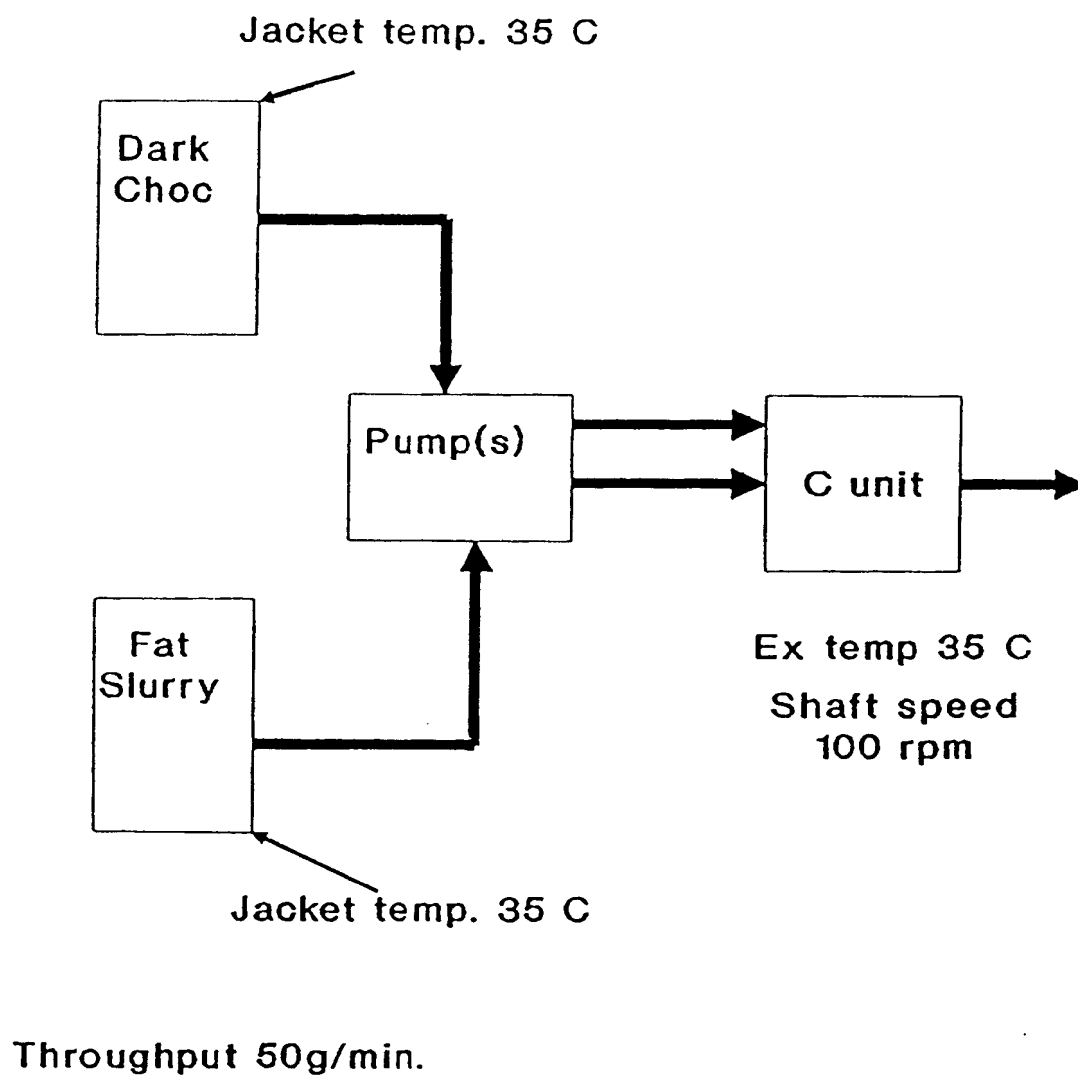 Jacket temp. 35 C
Dark
Choc
Pump(s)
C unit
Fat
Slurry
Ex temp 35 C
Shaft speed
100 rpm
Jacket temp. 35 C
Throughput 50g/min.